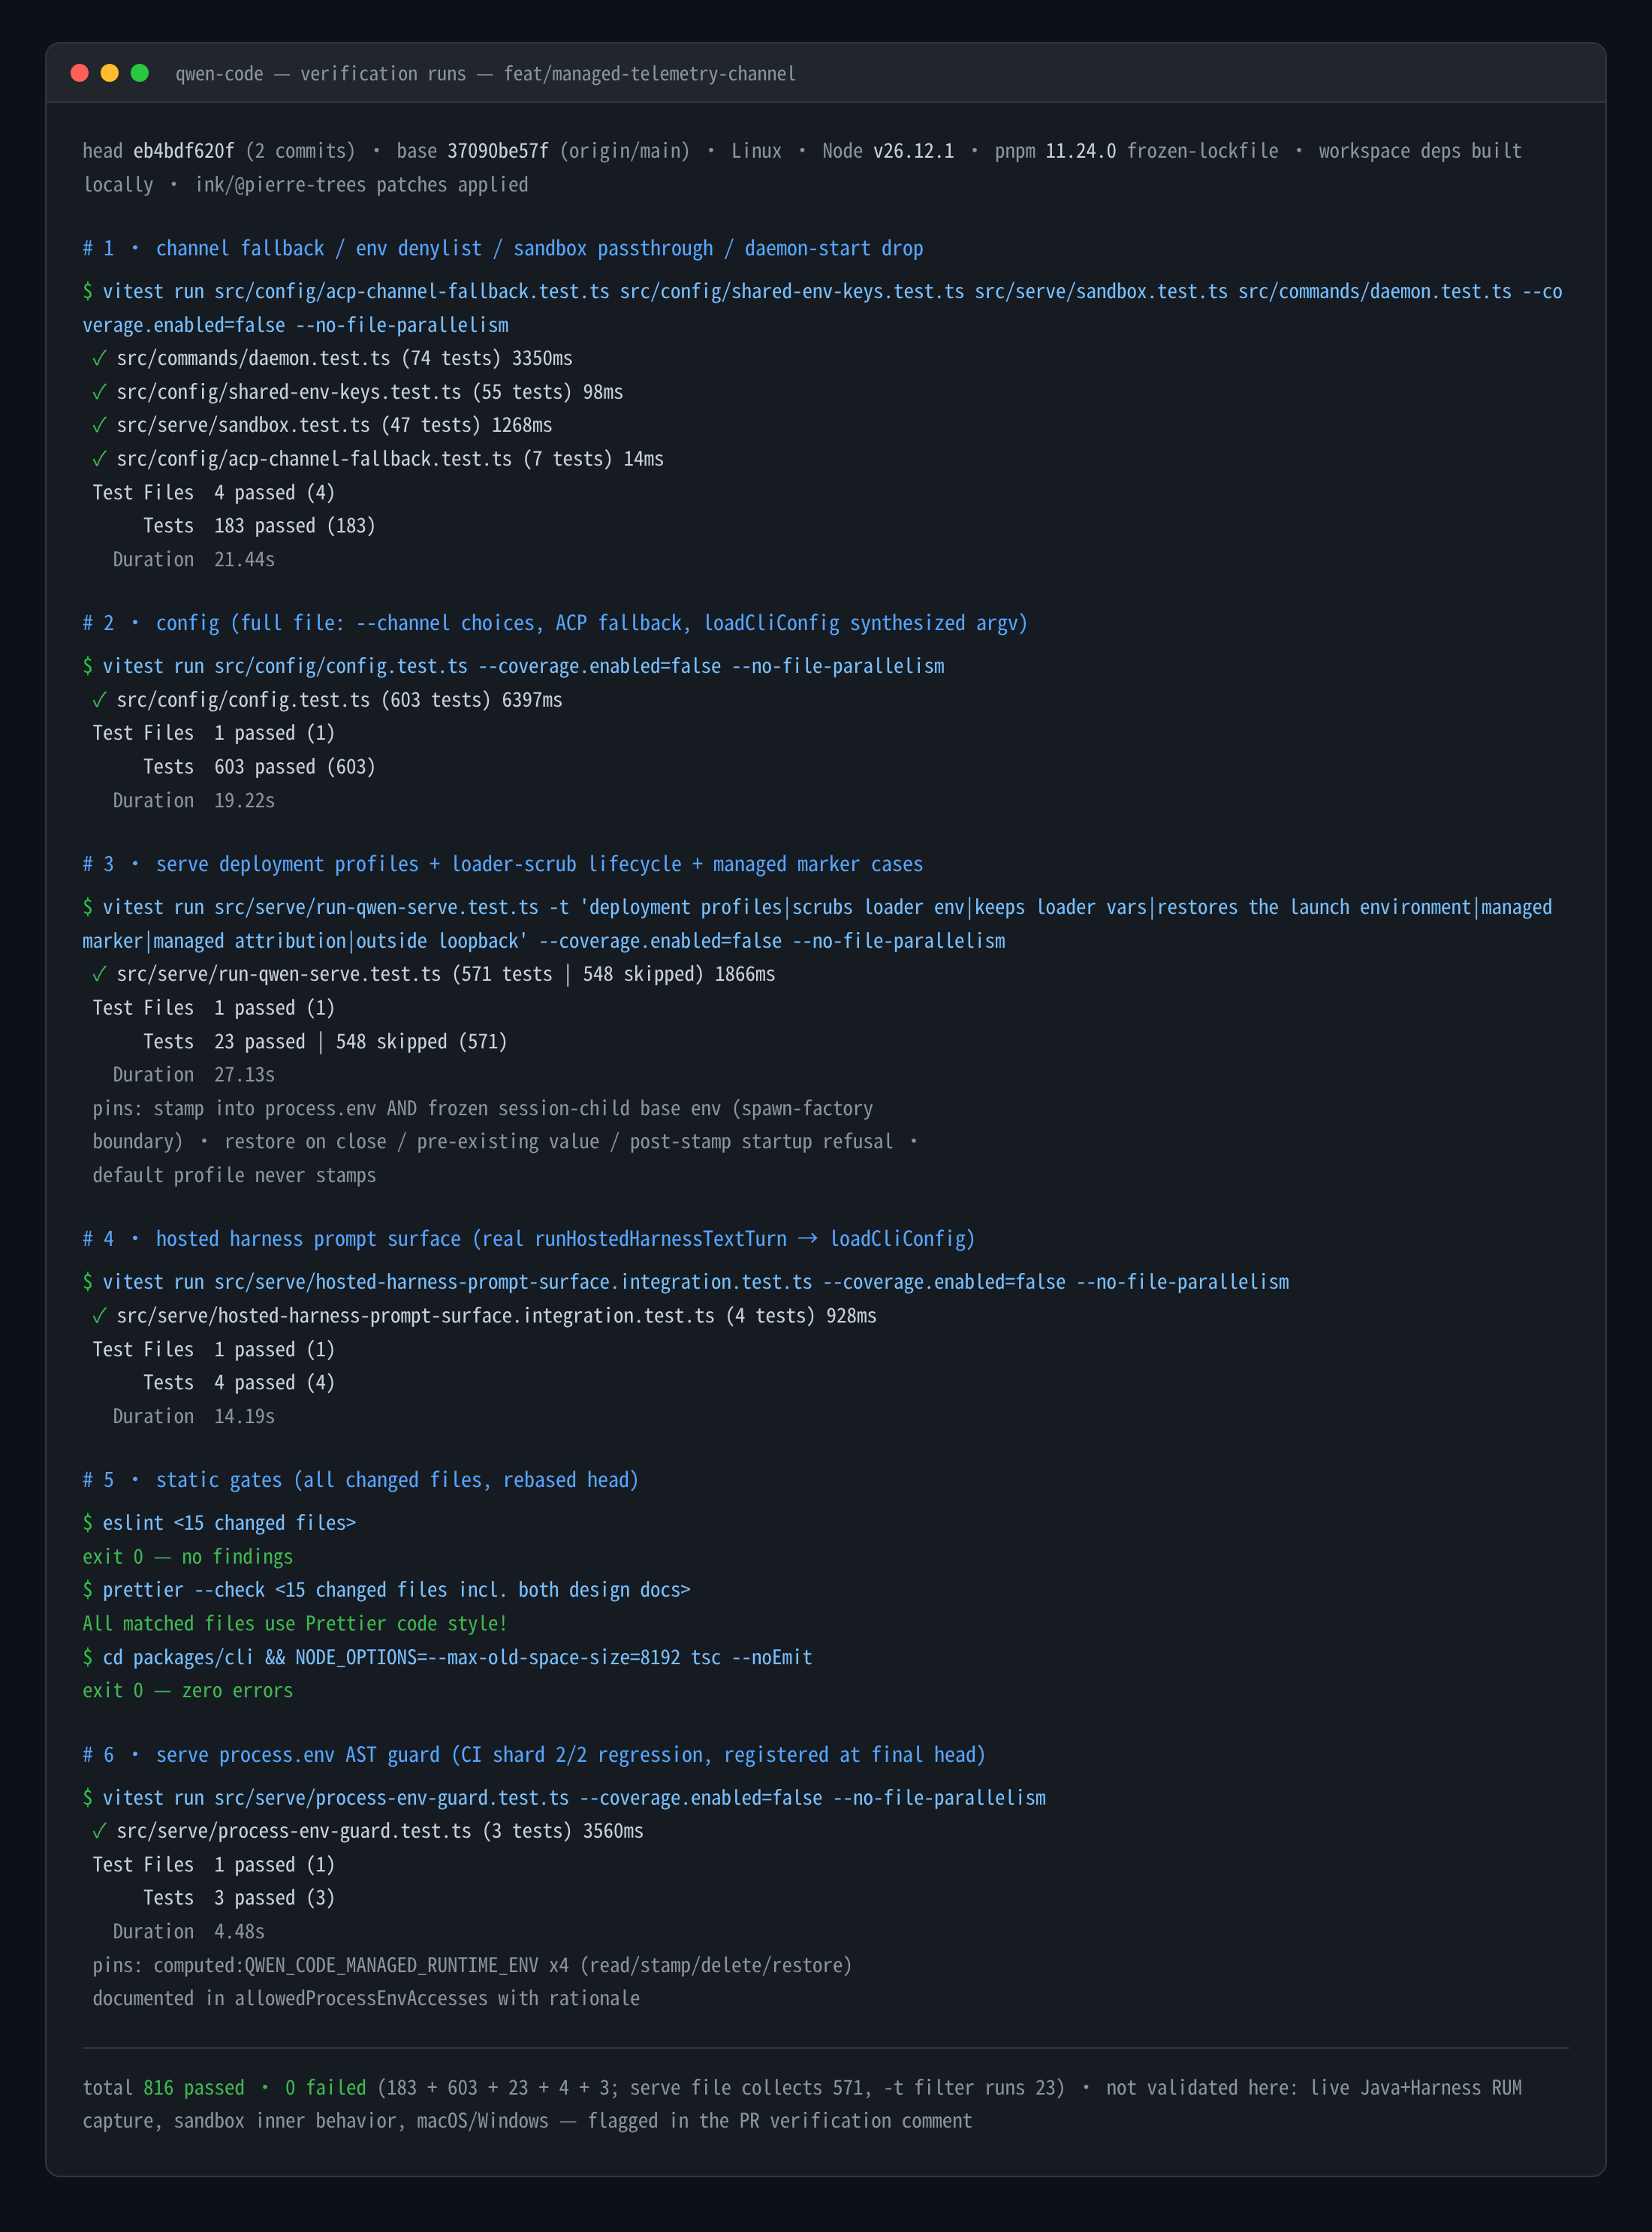 qwen-code — verification runs — feat/managed-telemetry-channel
head eb4bdf620f (2 commits) • base 37090be57f (origin/main) • Linux • Node v26.12.1 • pnpm 11.24.0 frozen-lockfile • workspace deps built
locally • ink/@pierre-trees patches applied
# 1 • channel fallback / env denylist / sandbox passthrough / daemon-start drop
$ vitest run src/config/acp-channel-fallback.test.ts src/config/shared-env-keys.test.ts src/serve/sandbox.test.ts src/commands/daemon.test.ts --co
verage.enabled=false --no-file-parallelism
✓ src/commands/daemon.test.ts (74 tests) 3350ms
✓ src/config/shared-env-keys.test.ts (55 tests) 98ms
✓ src/serve/sandbox.test.ts (47 tests) 1268ms
✓ src/config/acp-channel-fallback.test.ts (7 tests) 14ms
Test Files 4 passed (4)
Tests 183 passed (183)
Duration 21.44s
# 2 • config (full file: --channel choices, ACP fallback, loadCliConfig synthesized argv)
$ vitest run src/config/config.test.ts --coverage.enabled=false --no-file-parallelism
✓ src/config/config.test.ts (603 tests) 6397ms
Test Files 1 passed (1)
Tests 603 passed (603)
Duration 19.22s
# 3 • serve deployment profiles + loader-scrub lifecycle + managed marker cases
$ vitest run src/serve/run-qwen-serve.test.ts -t 'deployment profiles|scrubs loader env|keeps loader vars|restores the launch environment|managed
marker|managed attribution|outside loopback' --coverage.enabled=false --no-file-parallelism
✓ src/serve/run-qwen-serve.test.ts (571 tests | 548 skipped) 1866ms
Test Files 1 passed (1)
Tests 23 passed | 548 skipped (571)
Duration 27.13s
pins: stamp into process.env AND frozen session-child base env (spawn-factory
boundary) • restore on close / pre-existing value / post-stamp startup refusal •
default profile never stamps
# 4 • hosted harness prompt surface (real runHostedHarnessTextTurn → loadCliConfig)
$ vitest run src/serve/hosted-harness-prompt-surface.integration.test.ts --coverage.enabled=false --no-file-parallelism
✓ src/serve/hosted-harness-prompt-surface.integration.test.ts (4 tests) 928ms
Test Files 1 passed (1)
Tests 4 passed (4)
Duration 14.19s
# 5 • static gates (all changed files, rebased head)
$ eslint <15 changed files>
exit 0 — no findings
$ prettier --check <15 changed files incl. both design docs>
All matched files use Prettier code style!
$ cd packages/cli && NODE_OPTIONS=--max-old-space-size=8192 tsc --noEmit
exit 0 — zero errors
# 6 • serve process.env AST guard (CI shard 2/2 regression, registered at final head)
$ vitest run src/serve/process-env-guard.test.ts --coverage.enabled=false --no-file-parallelism
✓ src/serve/process-env-guard.test.ts (3 tests) 3560ms
Test Files 1 passed (1)
Tests 3 passed (3)
Duration 4.48s
pins: computed:QWEN_CODE_MANAGED_RUNTIME_ENV x4 (read/stamp/delete/restore)
documented in allowedProcessEnvAccesses with rationale
total 816 passed • 0 failed (183 + 603 + 23 + 4 + 3; serve file collects 571, -t filter runs 23) • not validated here: live Java+Harness RUM
capture, sandbox inner behavior, macOS/Windows — flagged in the PR verification comment